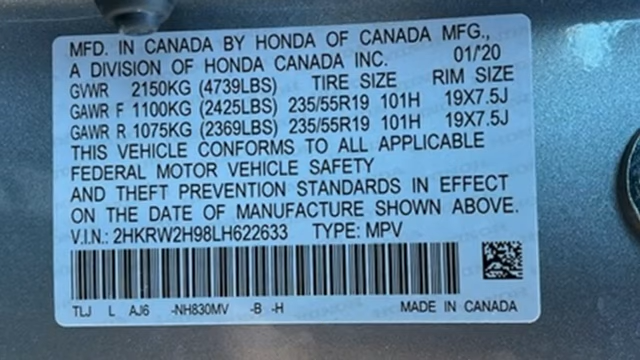 MFD. IN CANADA BY HONDA OF CANADA MFG.,
A DIVISION OF HONDA CANADA INC. 01/'20
GVWR 2150KG (4739LBS) TIRE SIZE RIM SIZE
GAWR F 1100KG (2425LBS) 235/55R19 101H 19X7.5J
GAWR R 1075KG (2369LBS) 235/55R19 101H 19X7.5J
THIS VEHICLE CONFORMS TO ALL APPLICABLE
FEDERAL MOTOR VEHICLE SAFETY
AND THEFT PREVENTION STANDARDS IN EFFECT
ON THE DATE OF MANUFACTURE SHOWN ABOVE.
V.I.N.: 2HKRW2H98LH622633 TYPE: MPV
TLJ L AJ6 -NH830MV -B -H MADE IN CANADA